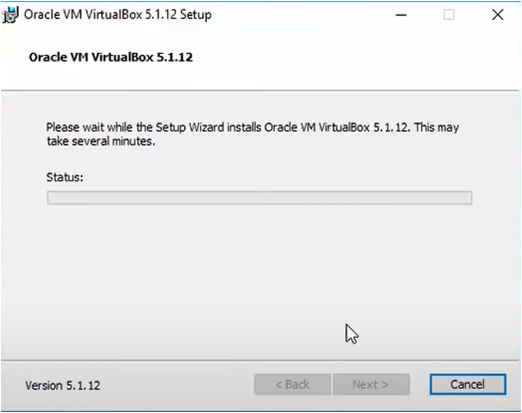 Oracle VM VirtualBox 5.1.12 Setup
Oracle VM VirtualBox 5.1.12
Please wait while the Setup Wizard installs Oracle VM VirtualBox 5.1.12. This may
take several minutes.
Status:
Version 5.1.12
< Back
Next >
Cancel